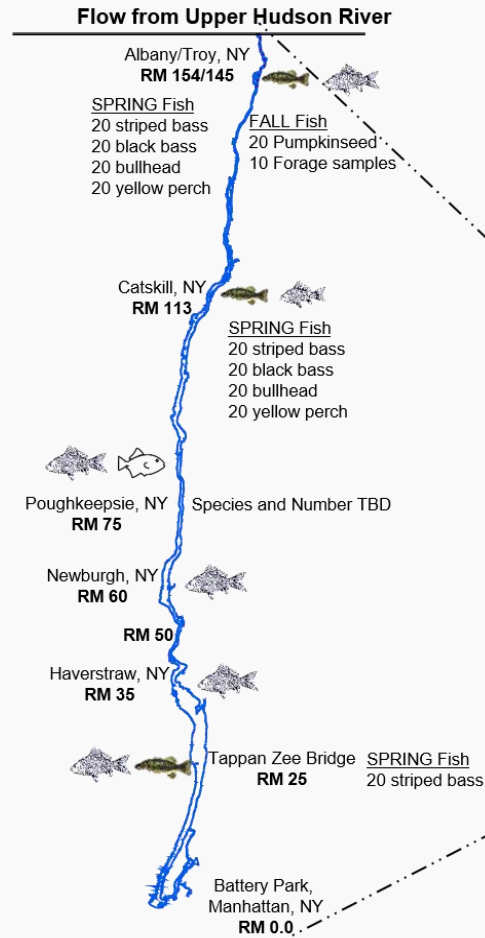 Flow from Upper Hudson River
Albany/Troy, NY
RM 154/145
SPRING Fish
20 striped bass
20 black bass
20 bullhead
20 yellow perch
FALL Fish
20 Pumpkinseed
10 Forage samples
Catskill, NY
RM 113
SPRING Fish
20 striped bass
20 black bass
20 bullhead
20 yellow perch
Poughkeepsie, NY
RM 75
Species and Number TBD
Newburgh, NY
RM 60
RM 50
Haverstraw, NY
RM 35
Tappan Zee Bridge
RM 25
SPRING Fish
20 striped bass
Battery Park,
Manhattan, NY
RM 0.0